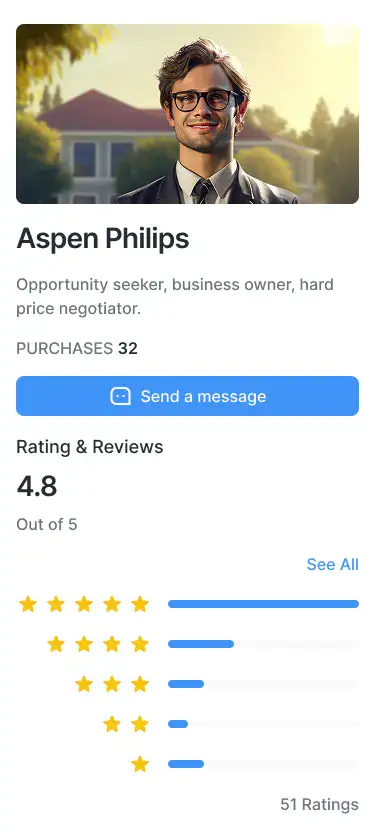 Aspen Philips
Opportunity seeker, business owner, hard
price negotiator.
PURCHASES 32
Send a message
Rating & Reviews
4.8
Out of 5
See All
51 Ratings